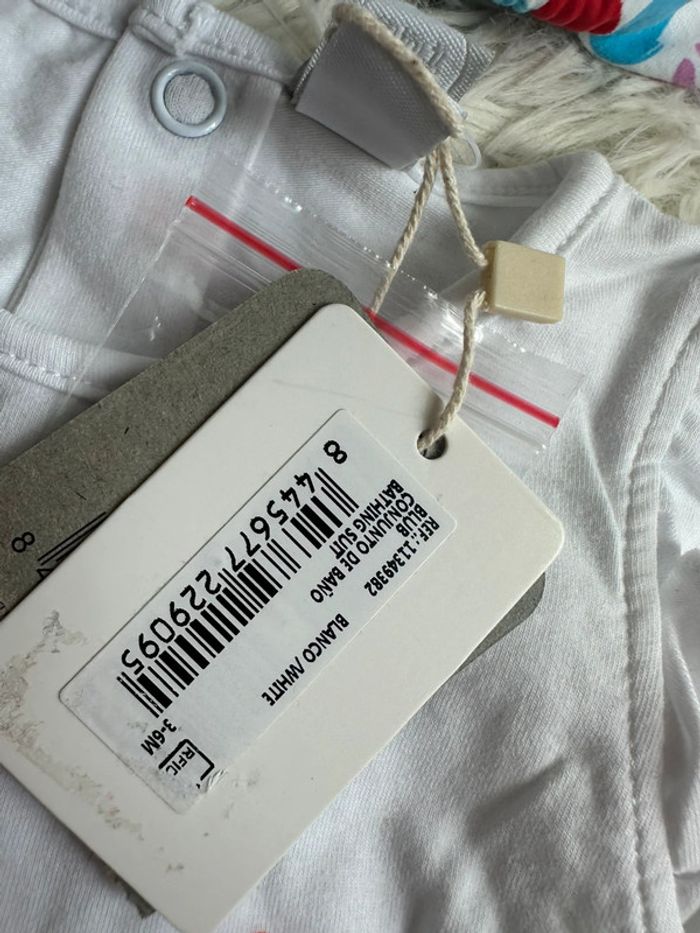 REF.: 11349382
BLUB
CONJUNTO DE BAÑO
BATHING SUIT
BLANCO /WHITE
8 445677 229095
3-6M
RFID
8